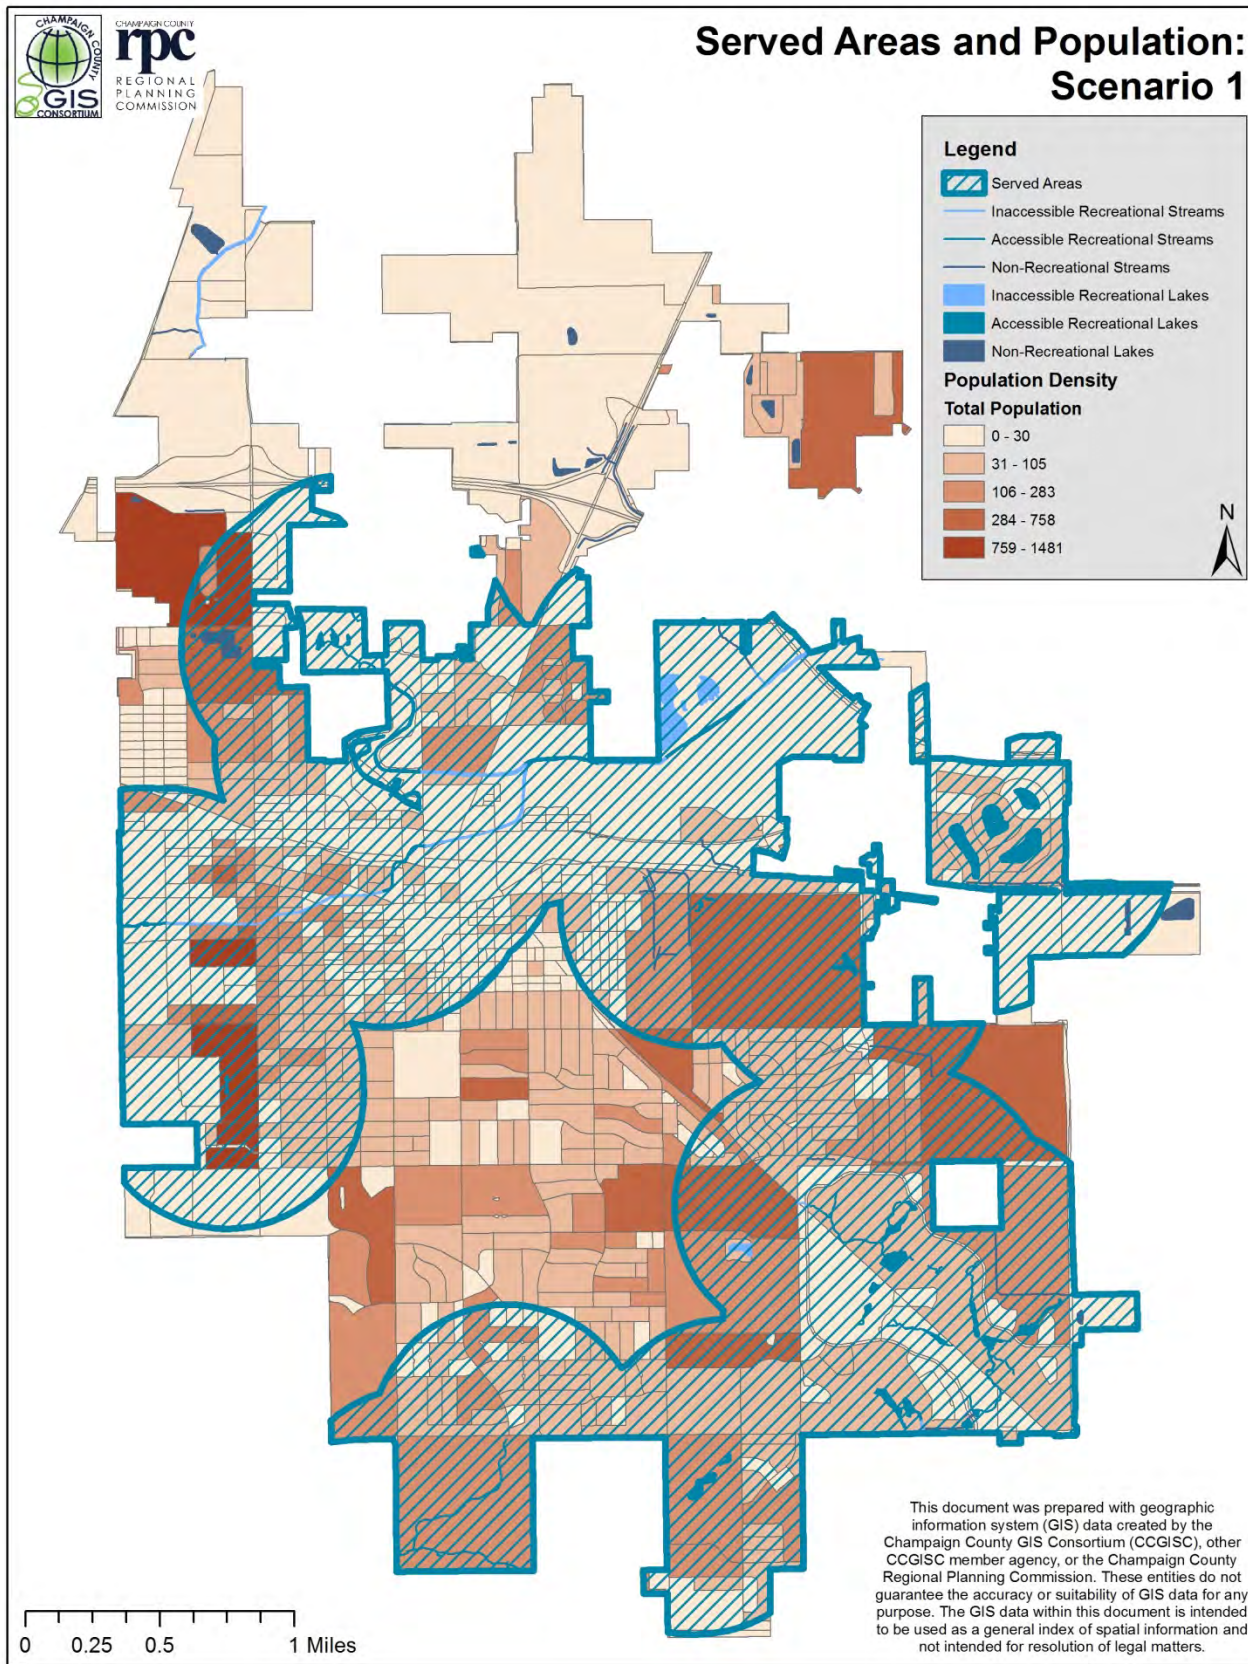 CHAMPAIGN COUNTY
GIS
CONSORTIUM
CHAMPAIGN COUNTY
rpc
REGIONAL
PLANNING
COMMISSION
Served Areas and Population:
Scenario 1
Legend
Served Areas
Inaccessible Recreational Streams
Accessible Recreational Streams
Non-Recreational Streams
Inaccessible Recreational Lakes
Accessible Recreational Lakes
Non-Recreational Lakes
Population Density
Total Population
0 - 30
31 - 105
106 - 283
284 - 758
759 - 1481
N
This document was prepared with geographic
information system (GIS) data created by the
Champaign County GIS Consortium (CCGISC), other
CCGISC member agency, or the Champaign County
Regional Planning Commission. These entities do not
guarantee the accuracy or suitability of GIS data for any
purpose. The GIS data within this document is intended
to be used as a general index of spatial information and
not intended for resolution of legal matters.
0 0.25 0.5 1 Miles